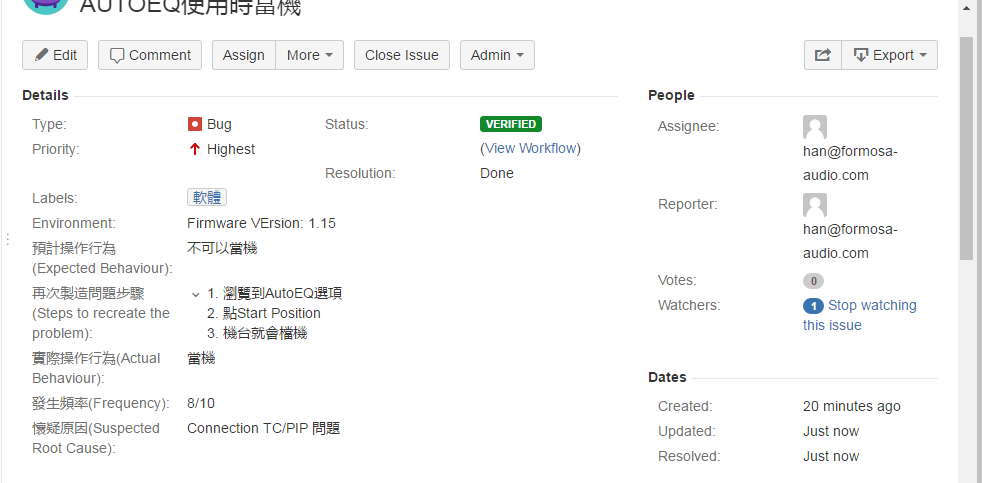 AUTOEQ使用時當機
Edit
Comment
Assign
More
Close Issue
Admin
Export
Details
Type: Bug
Status: VERIFIED
(View Workflow)
Priority: Highest
Resolution: Done
Labels: 軟體
Environment: Firmware VErsion: 1.15
預計操作行為 不可以當機
(Expected Behaviour):
再次製造問題步驟
(Steps to recreate the
problem):
1. 瀏覽到AutoEQ選項
2. 點Start Position
3. 機台就會檔機
實際操作行為(Actual 當機
Behaviour):
發生頻率(Frequency): 8/10
懷疑原因(Suspected Connection TC/PIP 問題
Root Cause):
People
Assignee:
han@formosa-
audio.com
Reporter:
han@formosa-
audio.com
Votes: 0
Watchers: 1 Stop watching
this issue
Dates
Created: 20 minutes ago
Updated: Just now
Resolved: Just now